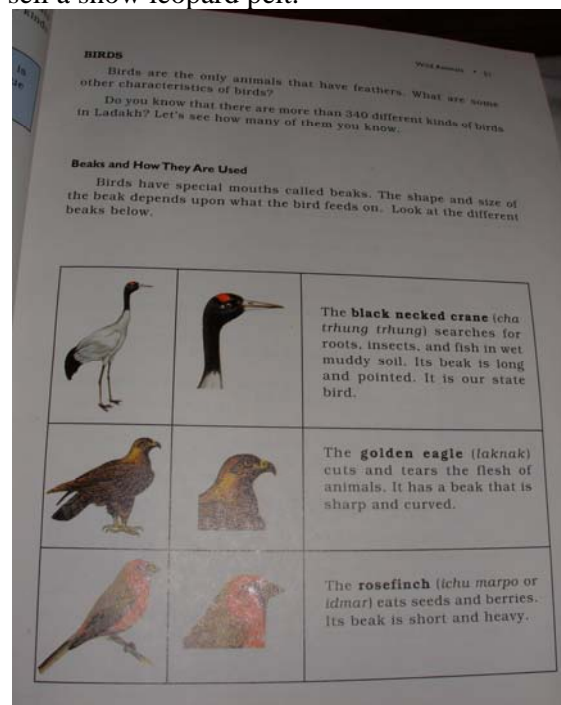 sell a snow leopard pelt.
kinds
is
BIRDS
Wild Animals •
Birds are the only animals that have feathers. What are some
other characteristics of birds?
Do you know that there are more than 340 different kinds of birds
in Ladakh? Let's see how many of them you know.
Beaks and How They Are Used
Birds have special mouths called beaks. The shape and size of
the beak depends upon what the bird feeds on. Look at the different
beaks below.
The black necked crane (cha
trhung trhung) searches for
roots, insects, and fish in wet
muddy soil. Its beak is long
and pointed. It is our state
bird.
The golden eagle (laknak)
cuts and tears the flesh of
animals. It has a beak that is
sharp and curved.
The rosefinch (ichu marpo or
idmar) eats seeds and berries.
Its beak is short and heavy.